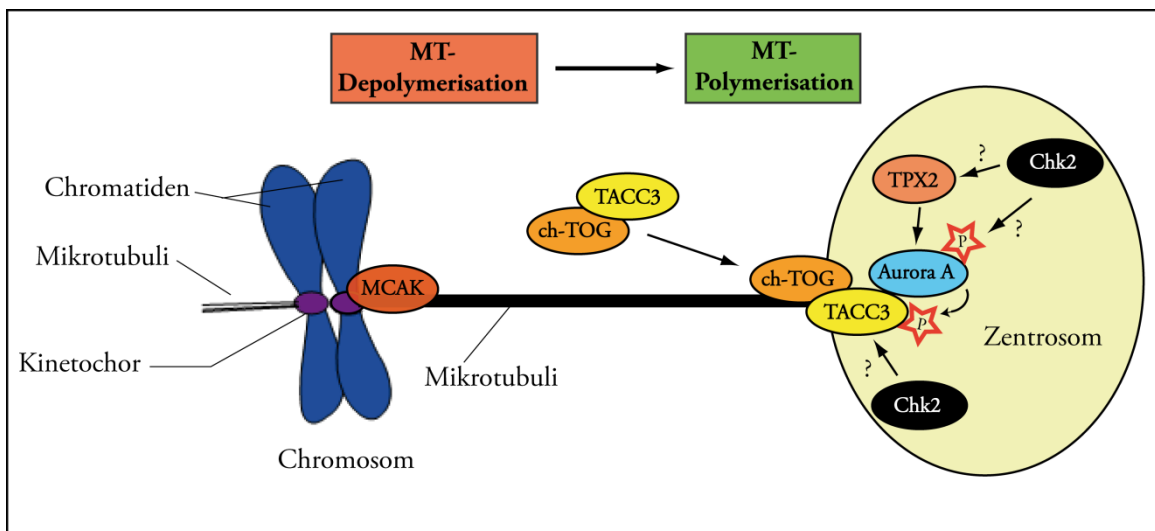 MT-
Depolymerisation
MT-
Polymerisation
Chromatiden
Mikrotubuli
Kinetochor
MCAK
Chromosom
Mikrotubuli
TACC3
ch-TOG
ch-TOG
TACC3
TPX2
?
Chk2
P
?
Aurora A
P
Zentrosom
?
Chk2